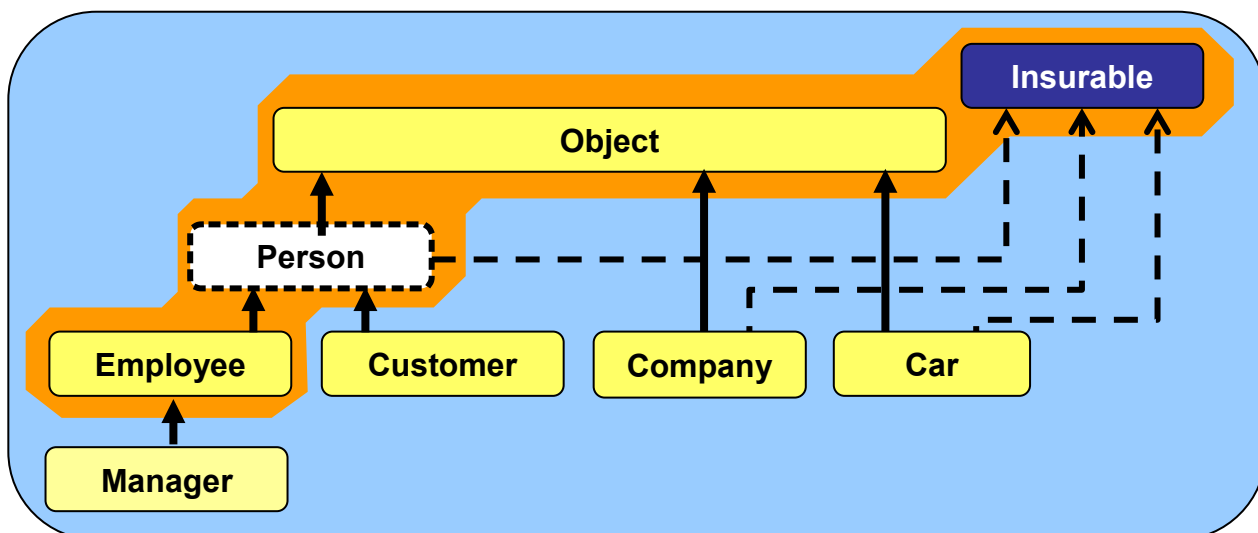 Insurable
Object
Person
Employee
Customer
Company
Car
Manager